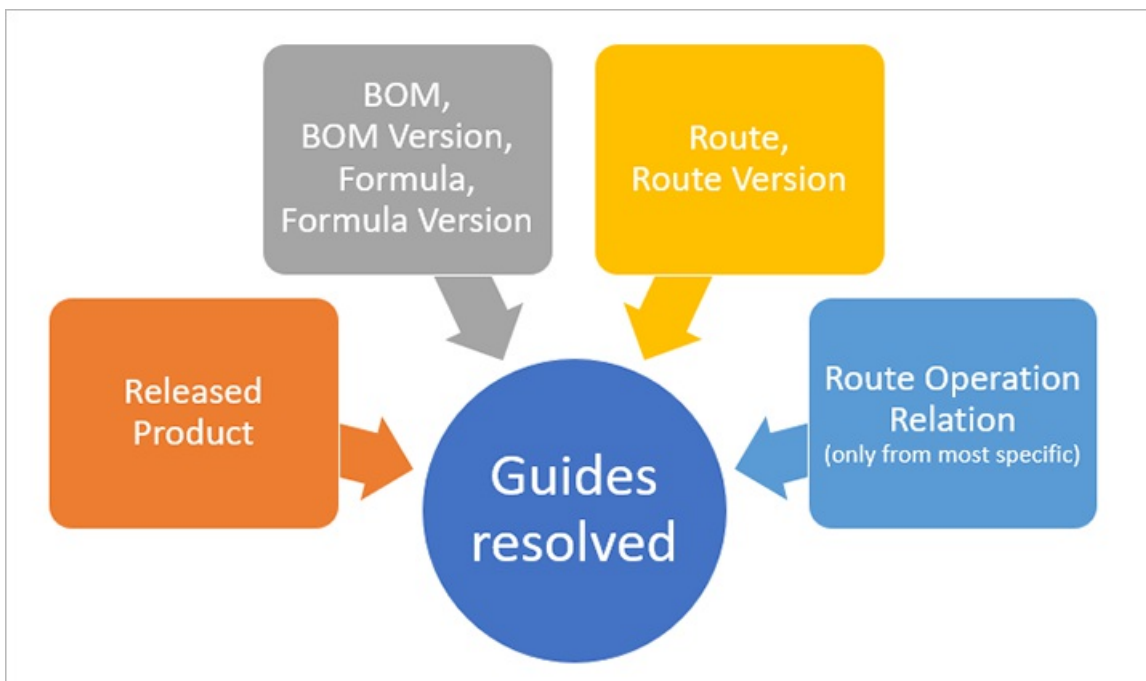 BOM,
BOM Version,
Formula,
Formula Version
Route,
Route Version
Released
Product
Route Operation
Relation
(only from most specific)
Guides
resolved